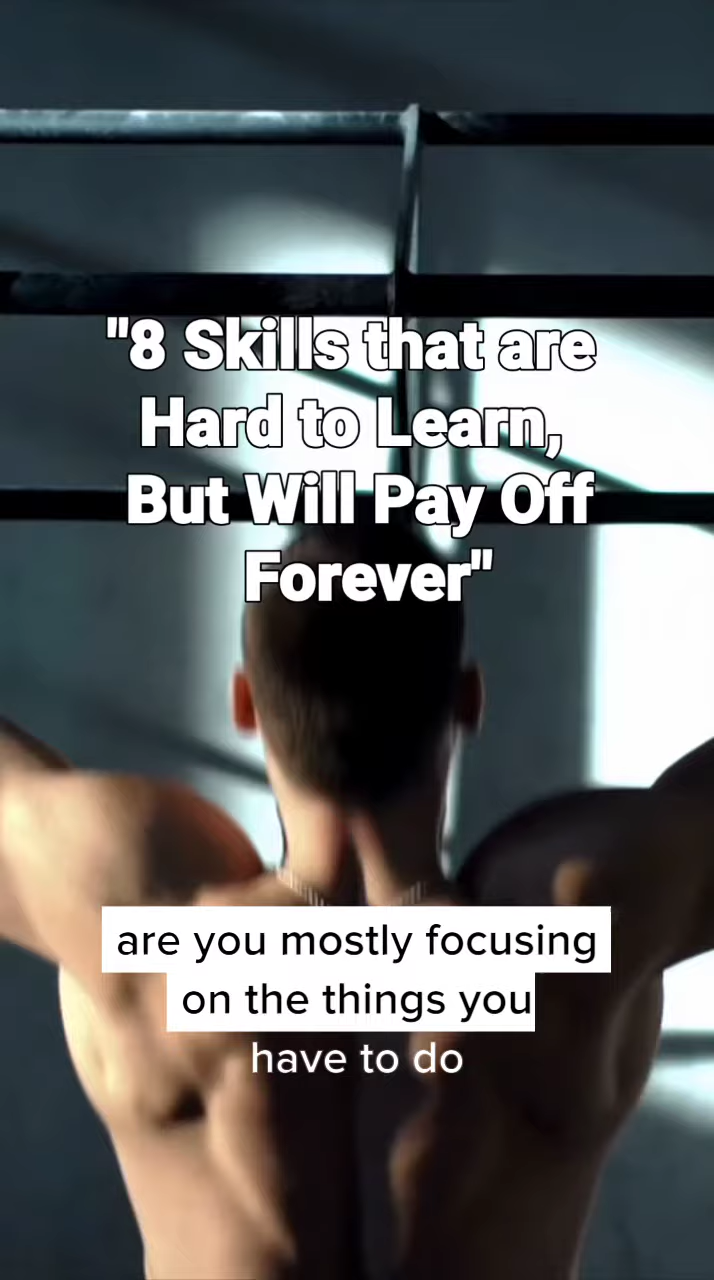 "8 Skills that are
Hard to Learn,
But Will Pay Off
Forever"
are you mostly focusing
on the things you
have to do